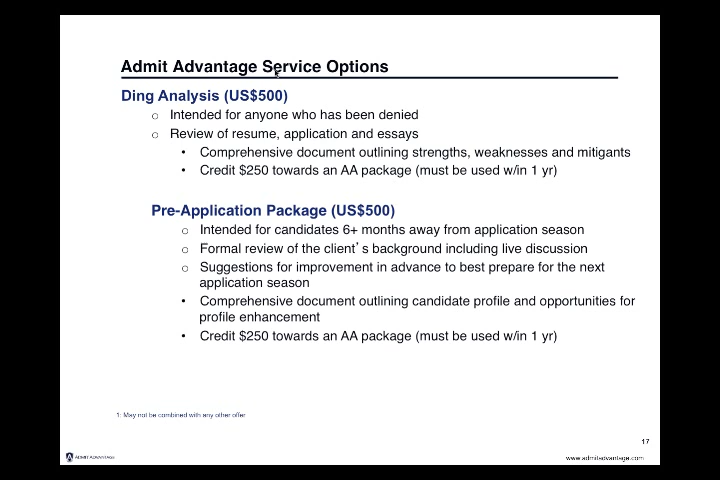 Admit Advantage Service Options
Ding Analysis (US$500)
○ Intended for anyone who has been denied
○ Review of resume, application and essays
• Comprehensive document outlining strengths, weaknesses and mitigants
• Credit $250 towards an AA package (must be used w/in 1 yr)
Pre-Application Package (US$500)
○ Intended for candidates 6+ months away from application season
○ Formal review of the client’s background including live discussion
○ Suggestions for improvement in advance to best prepare for the next
application season
• Comprehensive document outlining candidate profile and opportunities for
profile enhancement
• Credit $250 towards an AA package (must be used w/in 1 yr)
1: May not be combined with any other offer
17
ADMIT ADVANTAGE
www.admitadvantage.com